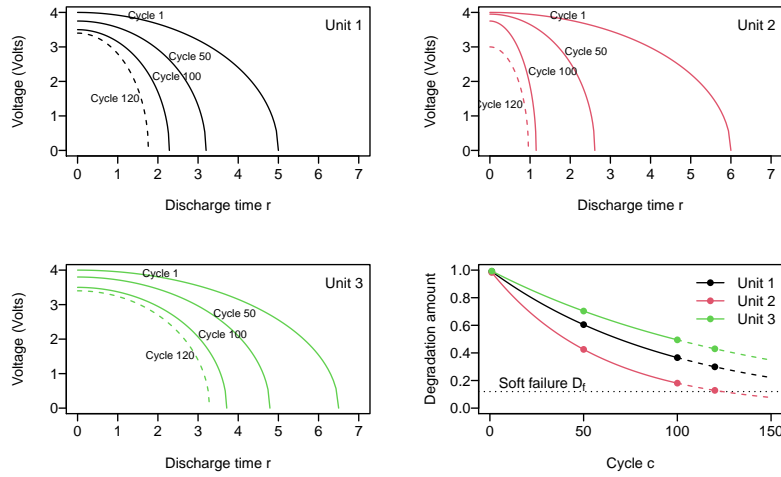 Unit 1
Cycle 1
Cycle 50
Cycle 100
Cycle 120
Voltage (Volts)
0 1 2 3 4
0 1 2 3 4 5 6 7
Discharge time r
Unit 2
Cycle 1
Cycle 50
Cycle 100
Cycle 120
Voltage (Volts)
0 1 2 3 4
0 1 2 3 4 5 6 7
Discharge time r
Unit 3
Cycle 1
Cycle 50
Cycle 100
Cycle 120
Voltage (Volts)
0 1 2 3 4
0 1 2 3 4 5 6 7
Discharge time r
Unit 1
Unit 2
Unit 3
Soft failure Df
Degradation amount
0.0 0.2 0.4 0.6 0.8 1.0
0 50 100 150
Cycle c